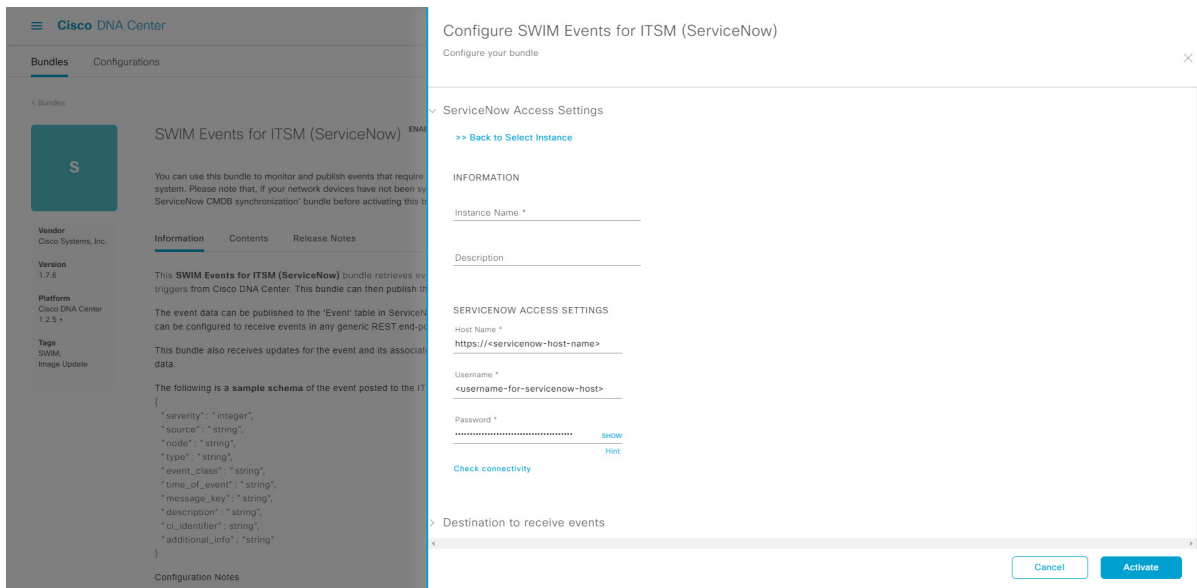 Cisco DNA Center
Bundles Configurations
< Bundles
S
Vendor
Cisco Systems, Inc.
Version
1.7.6
Platform
Cisco DNA Center
1.2.5 +
Tags
SWIM,
Image Update
SWIM Events for ITSM (ServiceNow) ENA
You can use this bundle to monitor and publish events that require
system. Please note that, if your network devices have not been sy
ServiceNow CMDB synchronization' bundle before activating this b
Information Contents Release Notes
This SWIM Events for ITSM (ServiceNow) bundle retrieves ev
triggers from Cisco DNA Center. This bundle can then publish th
The event data can be published to the 'Event' table in ServiceN
can be configured to receive events in any generic REST end-po
This bundle also receives updates for the event and its associat
data.
The following is a sample schema of the event posted to the IT
{
"severity" : "integer",
"source" : "string",
"node" : "string",
"type" : "string",
"event_class" : "string",
"time_of_event" : "string",
"message_key" : "string",
"description" : "string",
"ci_identifier : string",
"additional_info" : "string"
}
Configuration Notes
Configure SWIM Events for ITSM (ServiceNow)
Configure your bundle
ServiceNow Access Settings
>> Back to Select Instance
INFORMATION
Instance Name *
Description
SERVICENOW ACCESS SETTINGS
Host Name *
https://<servicenow-host-name>
Username *
<username-for-servicenow-host>
Password *
SHOW
Hint
Check connectivity
Destination to receive events
Cancel Activate